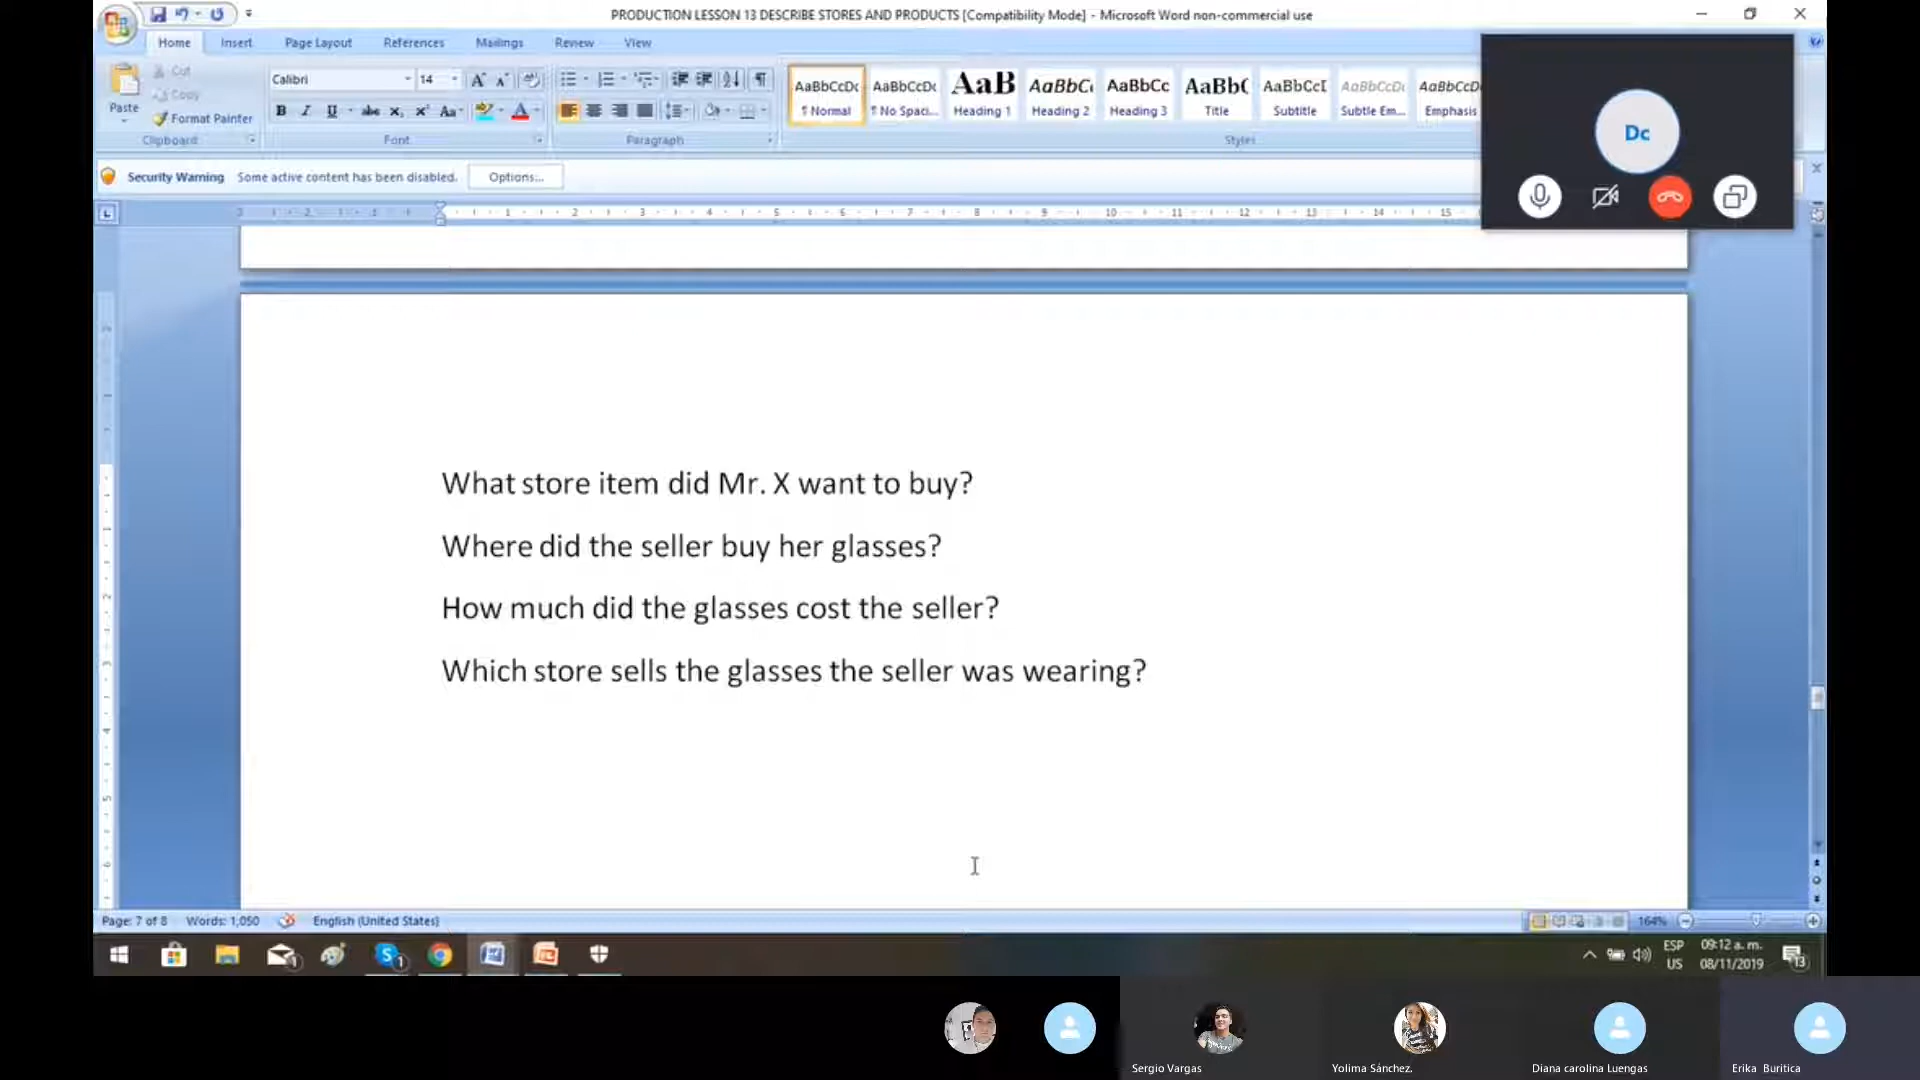 PRODUCTION LESSON 13 DESCRIBE STORES AND PRODUCTS [Compatibility Mode] - Microsoft Word non-commercial use
Home Insert Page Layout References Mailings Review View
Paste
Cut
Copy
Format Painter
Clipboard
Calibri 14
Font
Paragraph
AaBbCcDc AaBbCcDc AaB AaBbC AaBbCc AaBb( AaBbCcI AaBbCcDc AaBbCcD
¶ Normal ¶ No Spaci... Heading 1 Heading 2 Heading 3 Title Subtitle Subtle Em... Emphasis
Styles
Dc
Security Warning Some active content has been disabled. Options...
What store item did Mr. X want to buy?
Where did the seller buy her glasses?
How much did the glasses cost the seller?
Which store sells the glasses the seller was wearing?
Page: 7 of 8 Words: 1,050 English (United States) 164%
ESP
US
09:12 a. m.
08/11/2019
13
Sergio Vargas Yolima Sánchez. Diana carolina Luengas Erika Buritica